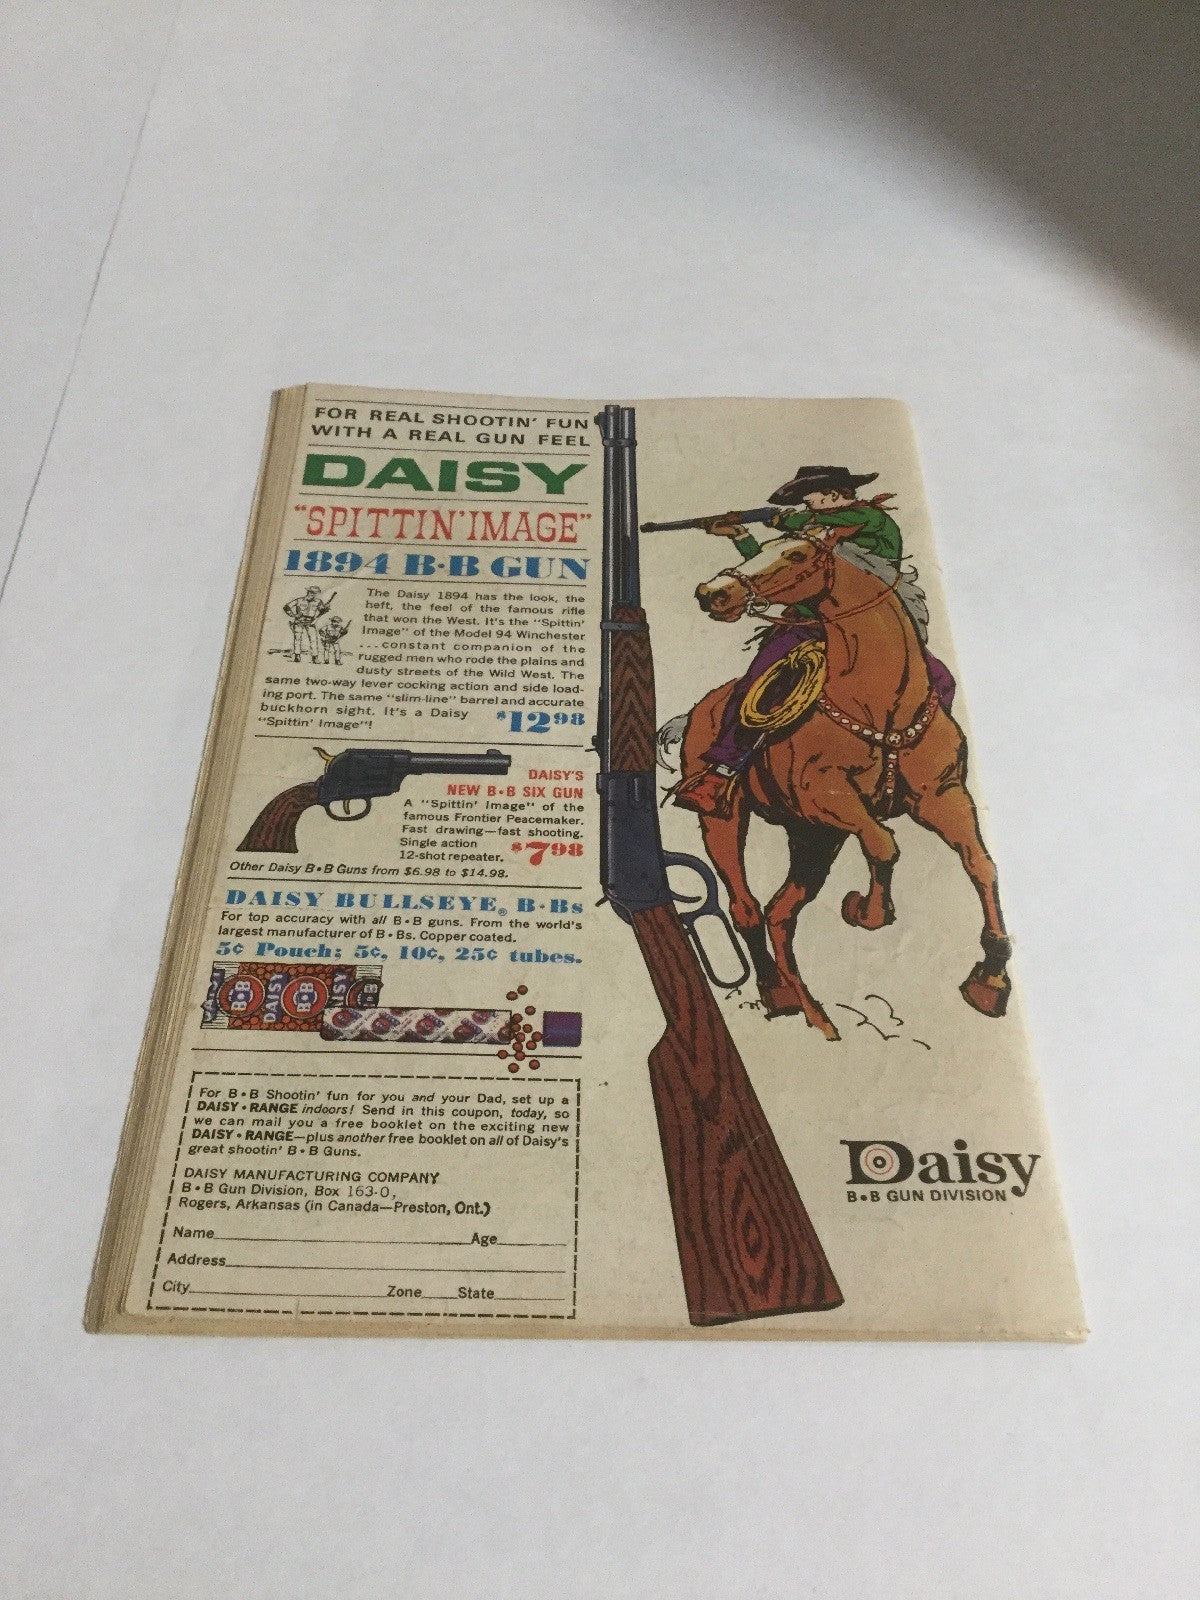 FOR REAL SHOOTIN' FUN
WITH A REAL GUN FEEL
DAISY
"SPITTIN' IMAGE"
1894 B•B GUN
The Daisy 1894 has the look, the
heft, the feel of the famous rifle
that won the West. It's the "Spittin'
Image" of the Model 94 Winchester
...constant companion of the
rugged men who rode the plains and
dusty streets of the Wild West. The
same two-way lever cocking action and side load-
ing port. The same "slim-line" barrel and accurate
buckhorn sight. It's a Daisy
"Spittin' Image"!
$12.98
DAISY'S
NEW B•B SIX GUN
A "Spittin' Image" of the
famous Frontier Peacemaker.
Fast drawing—fast shooting.
Single action
12-shot repeater.
$7.98
Other Daisy B•B Guns from $6.98 to $14.98.
DAISY BULLSEYE® B•Bs
For top accuracy with all B•B guns. From the world's
largest manufacturer of B•Bs. Copper coated.
5¢ Pouch; 5¢, 10¢, 25¢ tubes.
B•B
DAISY
B•B
DAISY
B•B
For B•B Shootin' fun for you and your Dad, set up a
DAISY•RANGE indoors! Send in this coupon, today, so
we can mail you a free booklet on the exciting new
DAISY•RANGE—plus another free booklet on all of Daisy's
great shootin' B•B Guns.
DAISY MANUFACTURING COMPANY
B•B Gun Division, Box 163-O,
Rogers, Arkansas (in Canada—Preston, Ont.)
Name Age
Address
City Zone State
Daisy
B•B GUN DIVISION